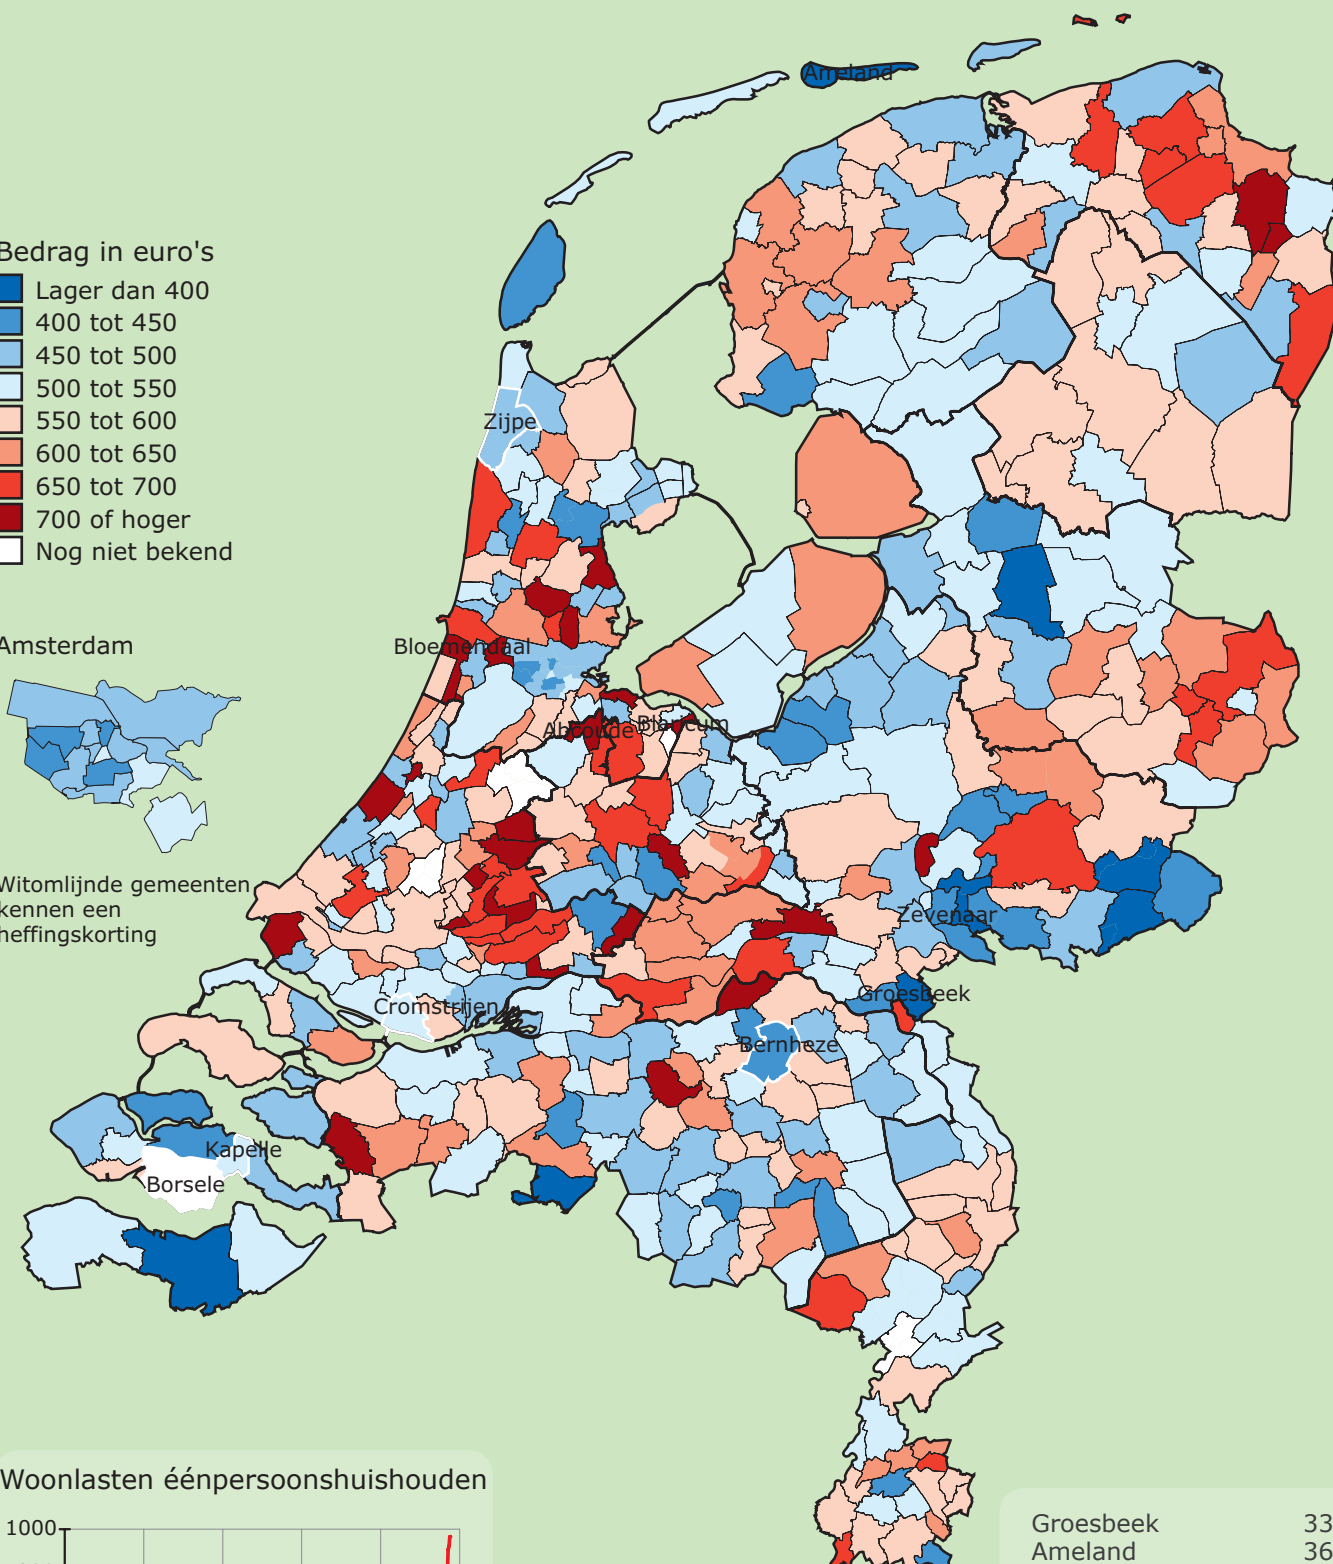 Ameland
Bedrag in euro's
Lager dan 400
400 tot 450
450 tot 500
500 tot 550
550 tot 600
600 tot 650
650 tot 700
700 of hoger
Nog niet bekend
Zijpe
Amsterdam
Bloemendaal
Abcoude
Blaricum
Witomlijnde gemeenten
kennen een
heffingskorting
Zevenaar
Groesbeek
Cromstrijen
Bernheze
Kapelle
Borsele
Woonlasten éénpersoonshuishouden
1000
Groesbeek 33
Ameland 36